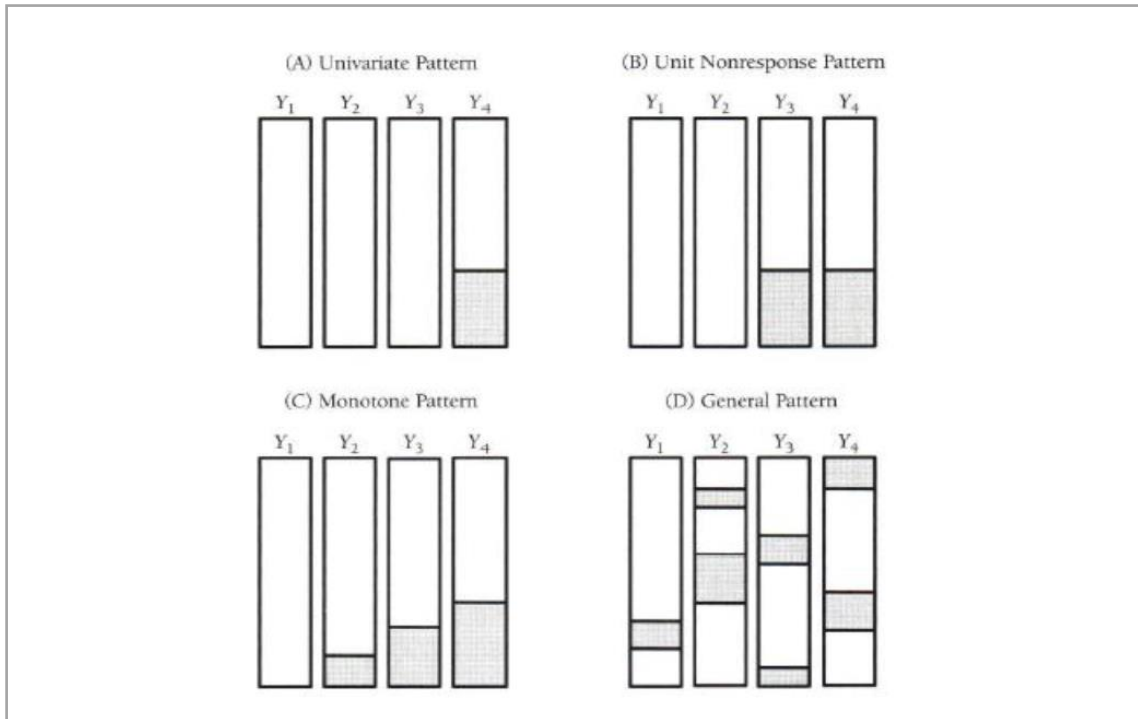 (A) Univariate Pattern
Y1 Y2 Y3 Y4
(B) Unit Nonresponse Pattern
Y1 Y2 Y3 Y4
(C) Monotone Pattern
Y1 Y2 Y3 Y4
(D) General Pattern
Y1 Y2 Y3 Y4